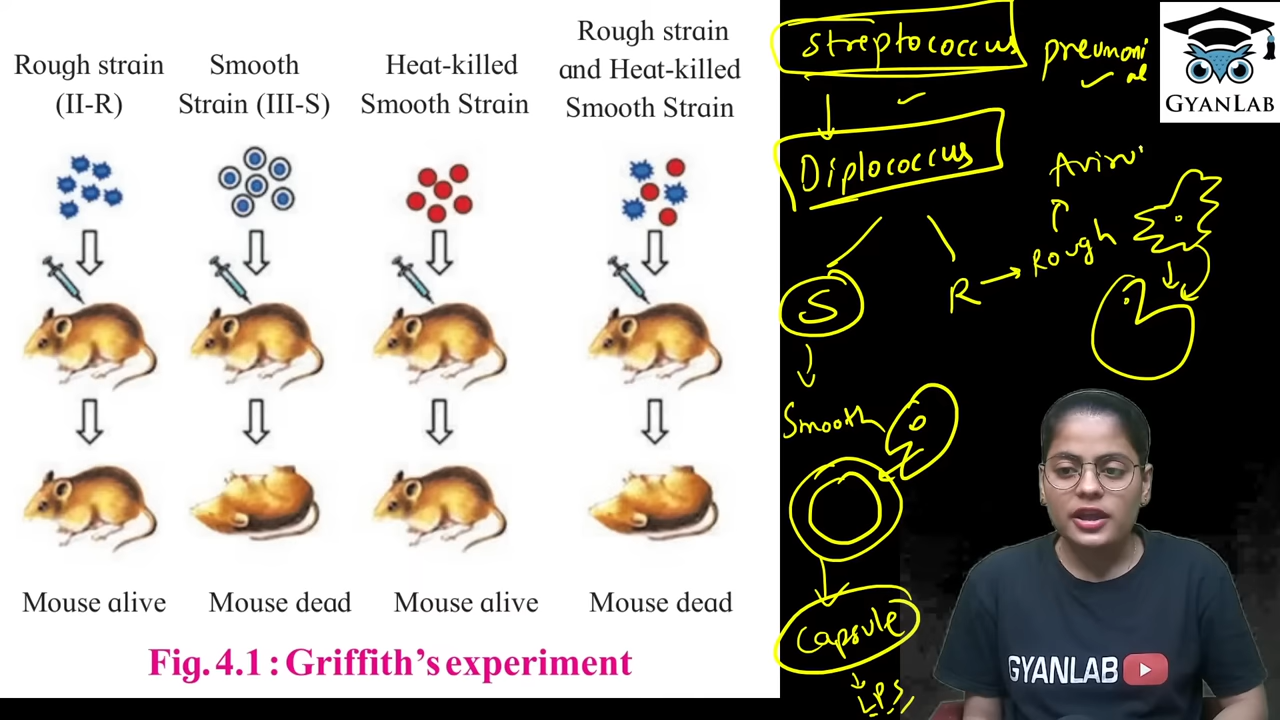 Rough strain
(II-R)
Smooth
Strain (III-S)
Heat-killed
Smooth Strain
Rough strain
and Heat-killed
Smooth Strain
Mouse alive
Mouse dead
Mouse alive
Mouse dead
Fig. 4.1 : Griffith's experiment
streptococcus
Diplococcus
S
R
Rough
Smooth
Capsule
LPS
GYANLAB
GYANLAB